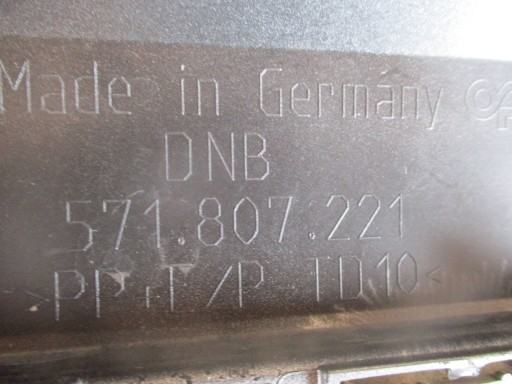 Made in Germany
DNB
571.807.221
>PP+T/P TD10<